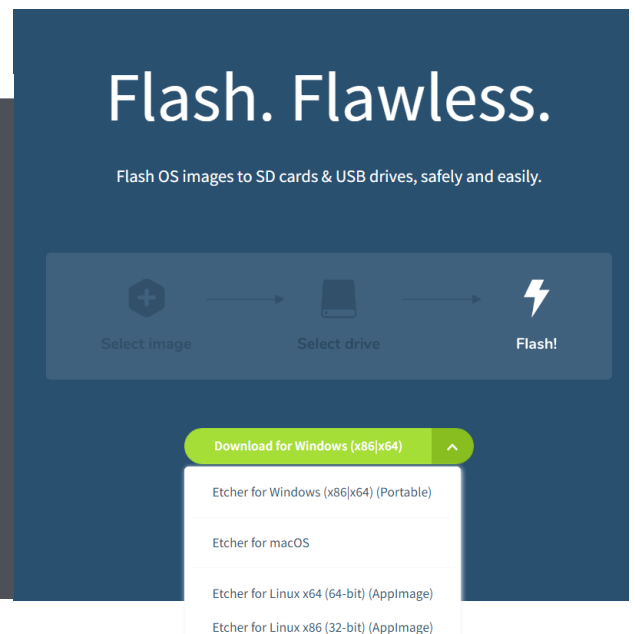 Flash. Flawless.
Flash OS images to SD cards & USB drives, safely and easily.
Select image
Select drive
Flash!
Download for Windows (x86|x64)
Etcher for Windows (x86|x64) (Portable)
Etcher for macOS
Etcher for Linux x64 (64-bit) (AppImage)
Etcher for Linux x86 (32-bit) (AppImage)